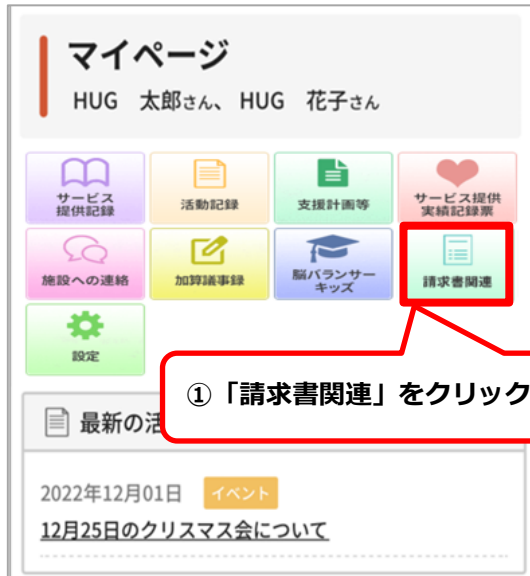 マイページ
HUG 太郎さん、HUG 花子さん
サービス
提供記録
活動記録
支援計画等
サービス提供
実績記録票
施設への連絡
加算議事録
脳バランサー
キッズ
請求書関連
設定
①「請求書関連」をクリック
最新の活
2022年12月01日 イベント
12月25日のクリスマス会について